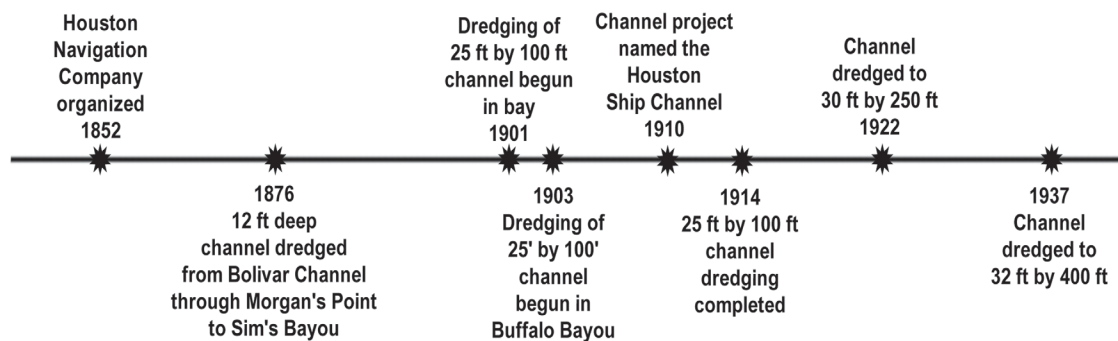 Houston
Navigation
Company
organized
1852
1876
12 ft deep
channel dredged
from Bolivar Channel
through Morgan's Point
to Sim's Bayou
Dredging of
25 ft by 100 ft
channel begun
in bay
1901
1903
Dredging of
25' by 100'
channel
begun in
Buffalo Bayou
Channel project
named the
Houston
Ship Channel
1910
1914
25 ft by 100 ft
channel
dredging
completed
Channel
dredged to
30 ft by 250 ft
1922
1937
Channel
dredged to
32 ft by 400 ft